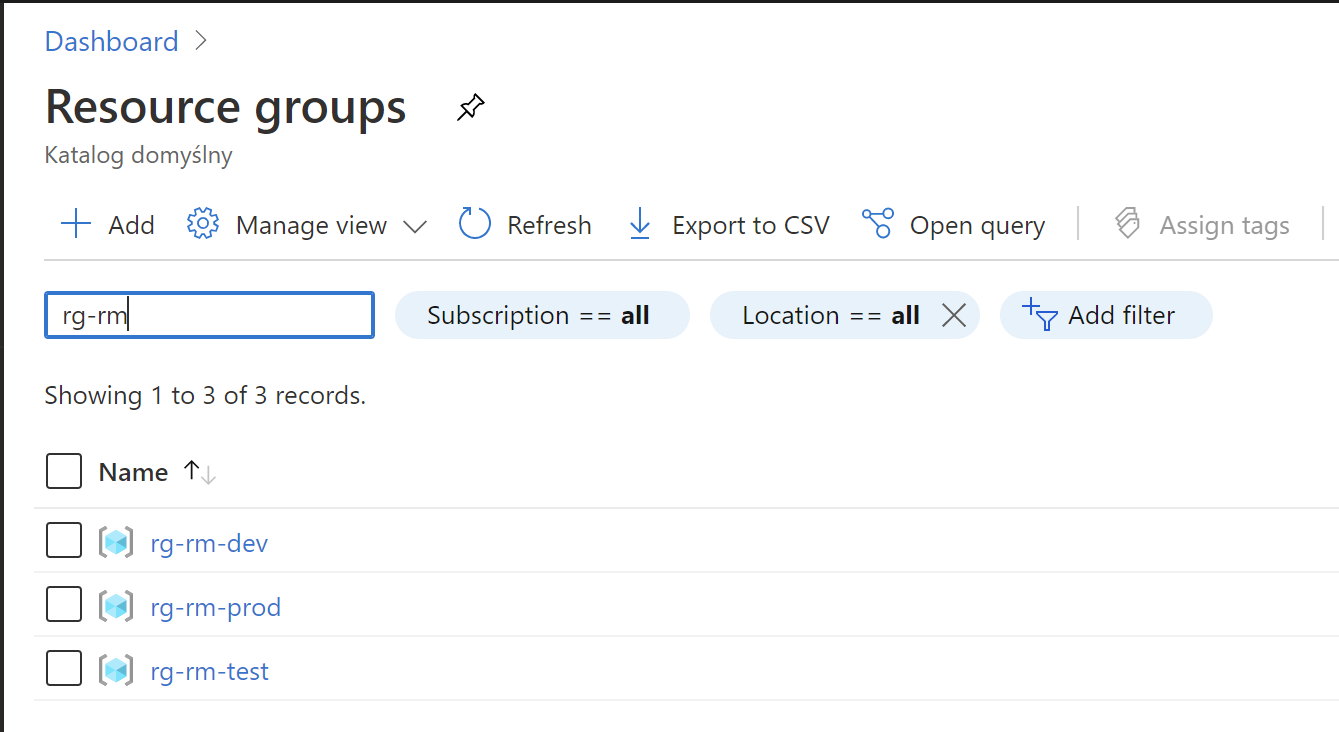 Dashboard
Resource groups
Katalog domyślny
Add Manage view Refresh Export to CSV Open query Assign tags
rg-rm Subscription == all Location == all Add filter
Showing 1 to 3 of 3 records.
Name
rg-rm-dev
rg-rm-prod
rg-rm-test